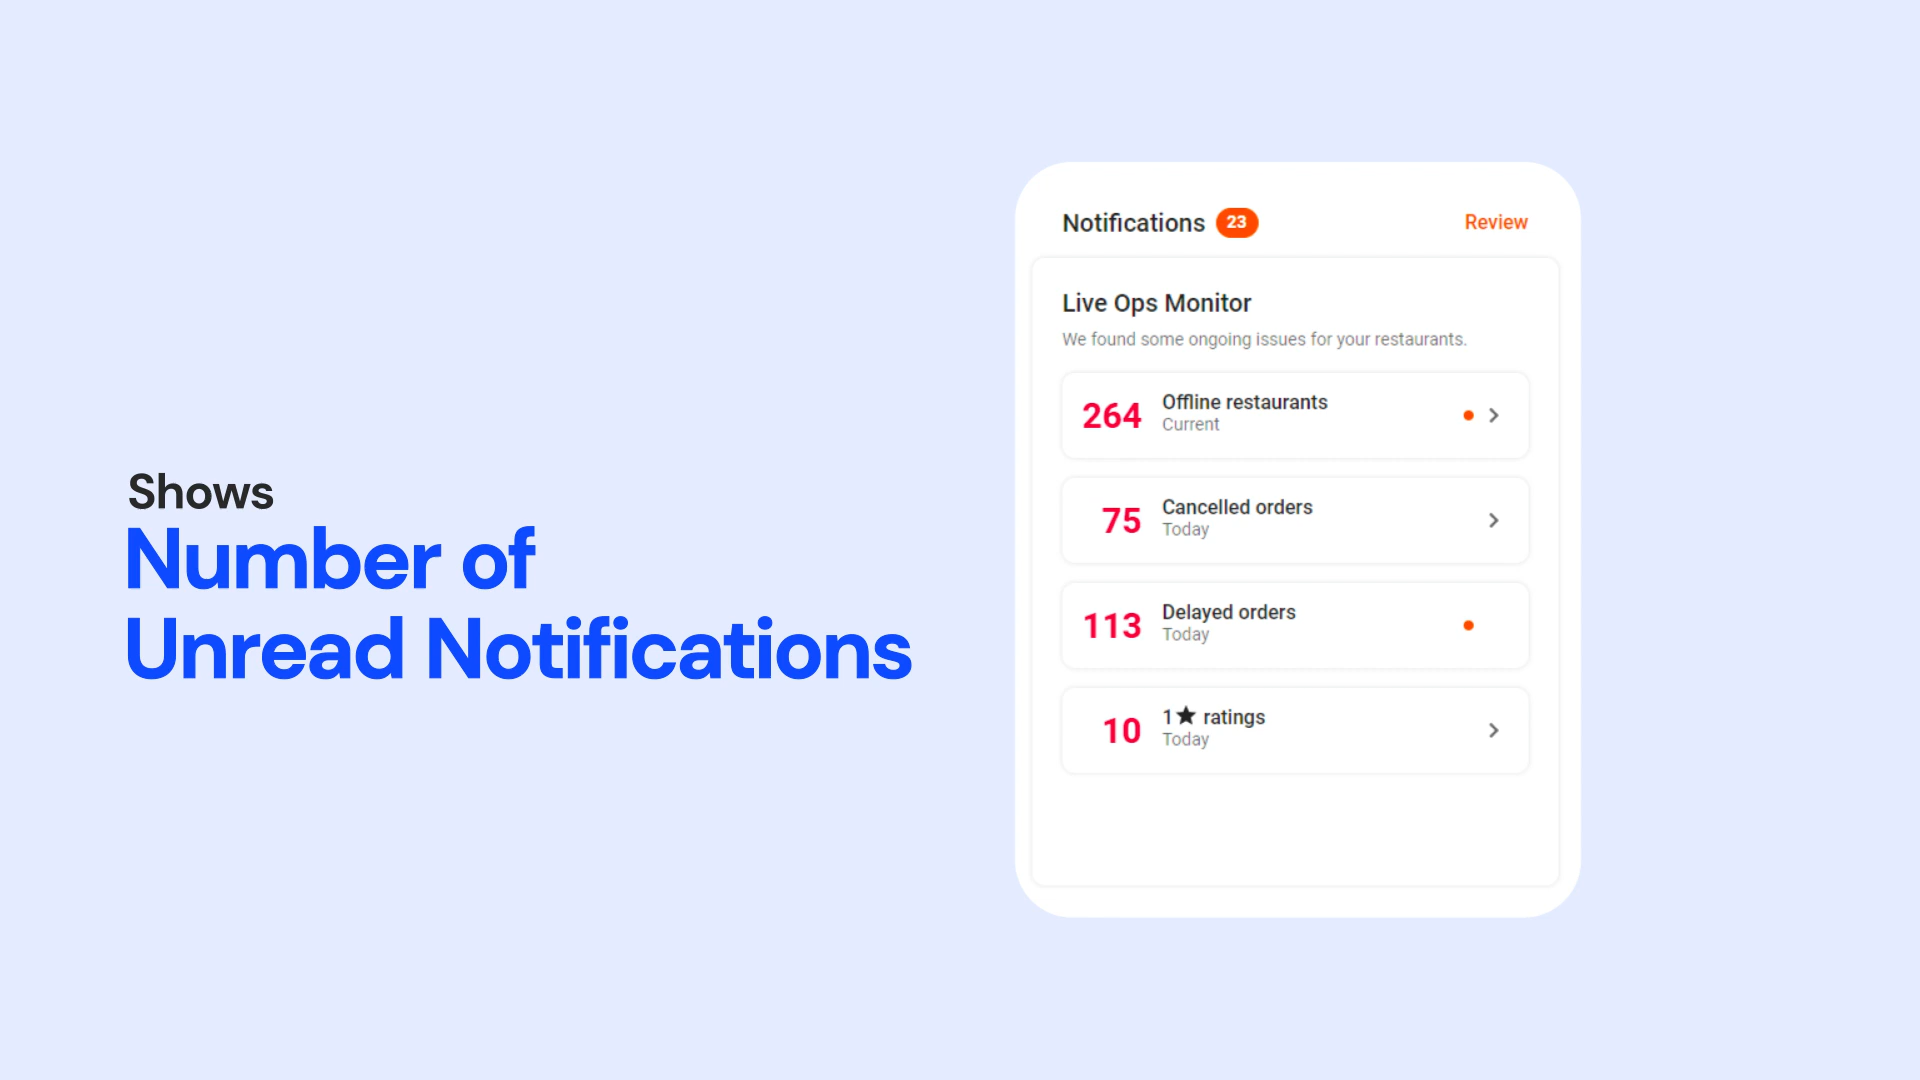 Shows
Number of
Unread Notifications
Notifications 23 Review
Live Ops Monitor
We found some ongoing issues for your restaurants.
264 Offline restaurants
Current
75 Cancelled orders
Today
113 Delayed orders
Today
10 1★ ratings
Today